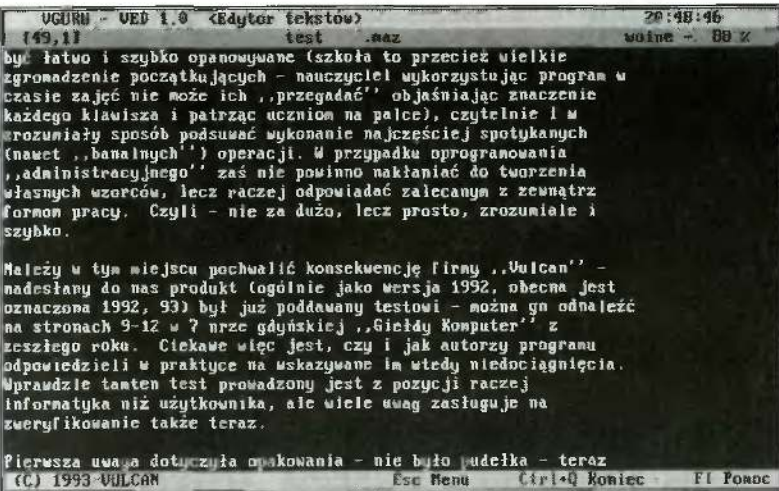 VGURU - VED 1.0 <Edytor tekstów> 20:48:46
[49,1] test .maz wolne - 80 %
być łatwo i szybko opanowywane (szkoła to przecież wielkie
zgromadzenie początkujących - nauczyciel wykorzystując program w
czasie zajęć nie może ich ,,przegadać'' objaśniając znaczenie
każdego klawisza i patrząc uczniom na palce), czytelnie i w
zrozumiały sposób podsuwać wykonanie najczęściej spotykanych
(nawet ,,banalnych'') operacji. W przypadku oprogramowania
,,administracyjnego'' zaś nie powinno nakłaniać do tworzenia
własnych wzorców, lecz raczej odpowiadać zalecanym z zewnątrz
formom pracy. Czyli - nie za dużo, lecz prosto, zrozumiale i
szybko.
Należy w tym miejscu pochwalić konsekwencję firmy ,,Vulcan'' -
nadesłany do nas produkt (ogólnie jako wersja 1992, obecna jest
oznaczona 1992, 93) był już poddawany testowi - można go odnaleźć
na stronach 9-12 w 7 nrze gdyńskiej ,,Giełdy Komputer'' z
zeszłego roku. Ciekawe więc jest, czy i jak autorzy programu
odpowiedzieli w praktyce na wskazywane im wtedy niedociągnięcia.
Wprawdzie tamten test prowadzony jest z pozycji raczej
informatyka niż użytkownika, ale wiele uwag zasługuje na
zweryfikowanie także teraz.
Pierwsza uwaga dotyczyła opakowania - nie było pudełka - teraz
(C) 1993 VULCAN Esc Menu Ctrl+Q Koniec F1 Pomoc